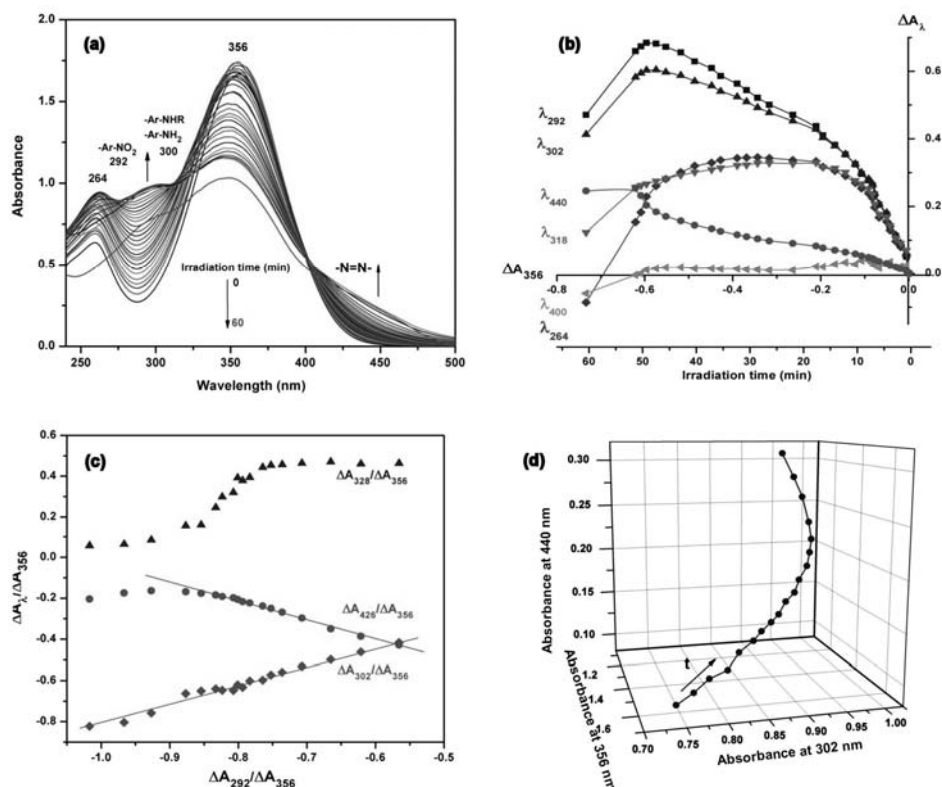 (a)
2.0
1.5
1.0
0.5
0.0
Absorbance
356
-Ar-NHR
-Ar-NO2
-Ar-NH2
292
300
264
Irradiation time (min)
0
60
-N=N-
250
300
350
400
450
500
Wavelength (nm)
(b)
ΔAλ
0.6
0.4
0.2
0.0
λ292
λ302
λ440
λ318
ΔA356
λ400
λ264
-0.8
-0.6
-0.4
-0.2
0.0
60
50
40
30
20
10
0
Irradiation time (min)
(c)
0.6
0.4
0.2
0.0
-0.2
-0.4
-0.6
-0.8
ΔAλ/ΔA356
ΔA328/ΔA356
ΔA426/ΔA356
ΔA302/ΔA356
-1.0
-0.9
-0.8
-0.7
-0.6
-0.5
ΔA292/ΔA356
(d)
0.30
0.25
0.20
0.15
0.10
Absorbance at 440 nm
t
1.2
1.4
1.6
Absorbance at 356 nm
0.70
0.75
0.80
0.85
0.90
0.95
1.00
Absorbance at 302 nm